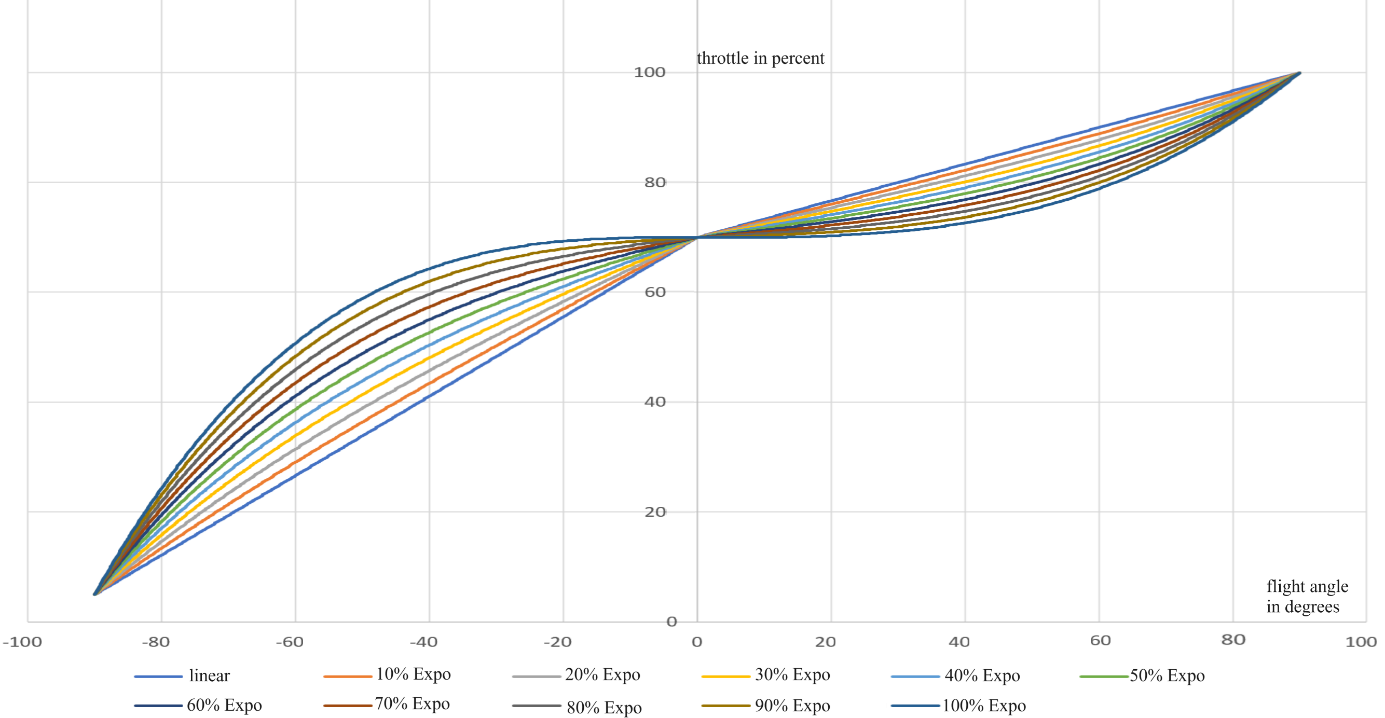 throttle in percent
100
80
60
40
20
0
flight angle
in degrees
-100 -80 -60 -40 -20 0 20 40 60 80 100
linear 10% Expo 20% Expo 30% Expo 40% Expo 50% Expo
60% Expo 70% Expo 80% Expo 90% Expo 100% Expo